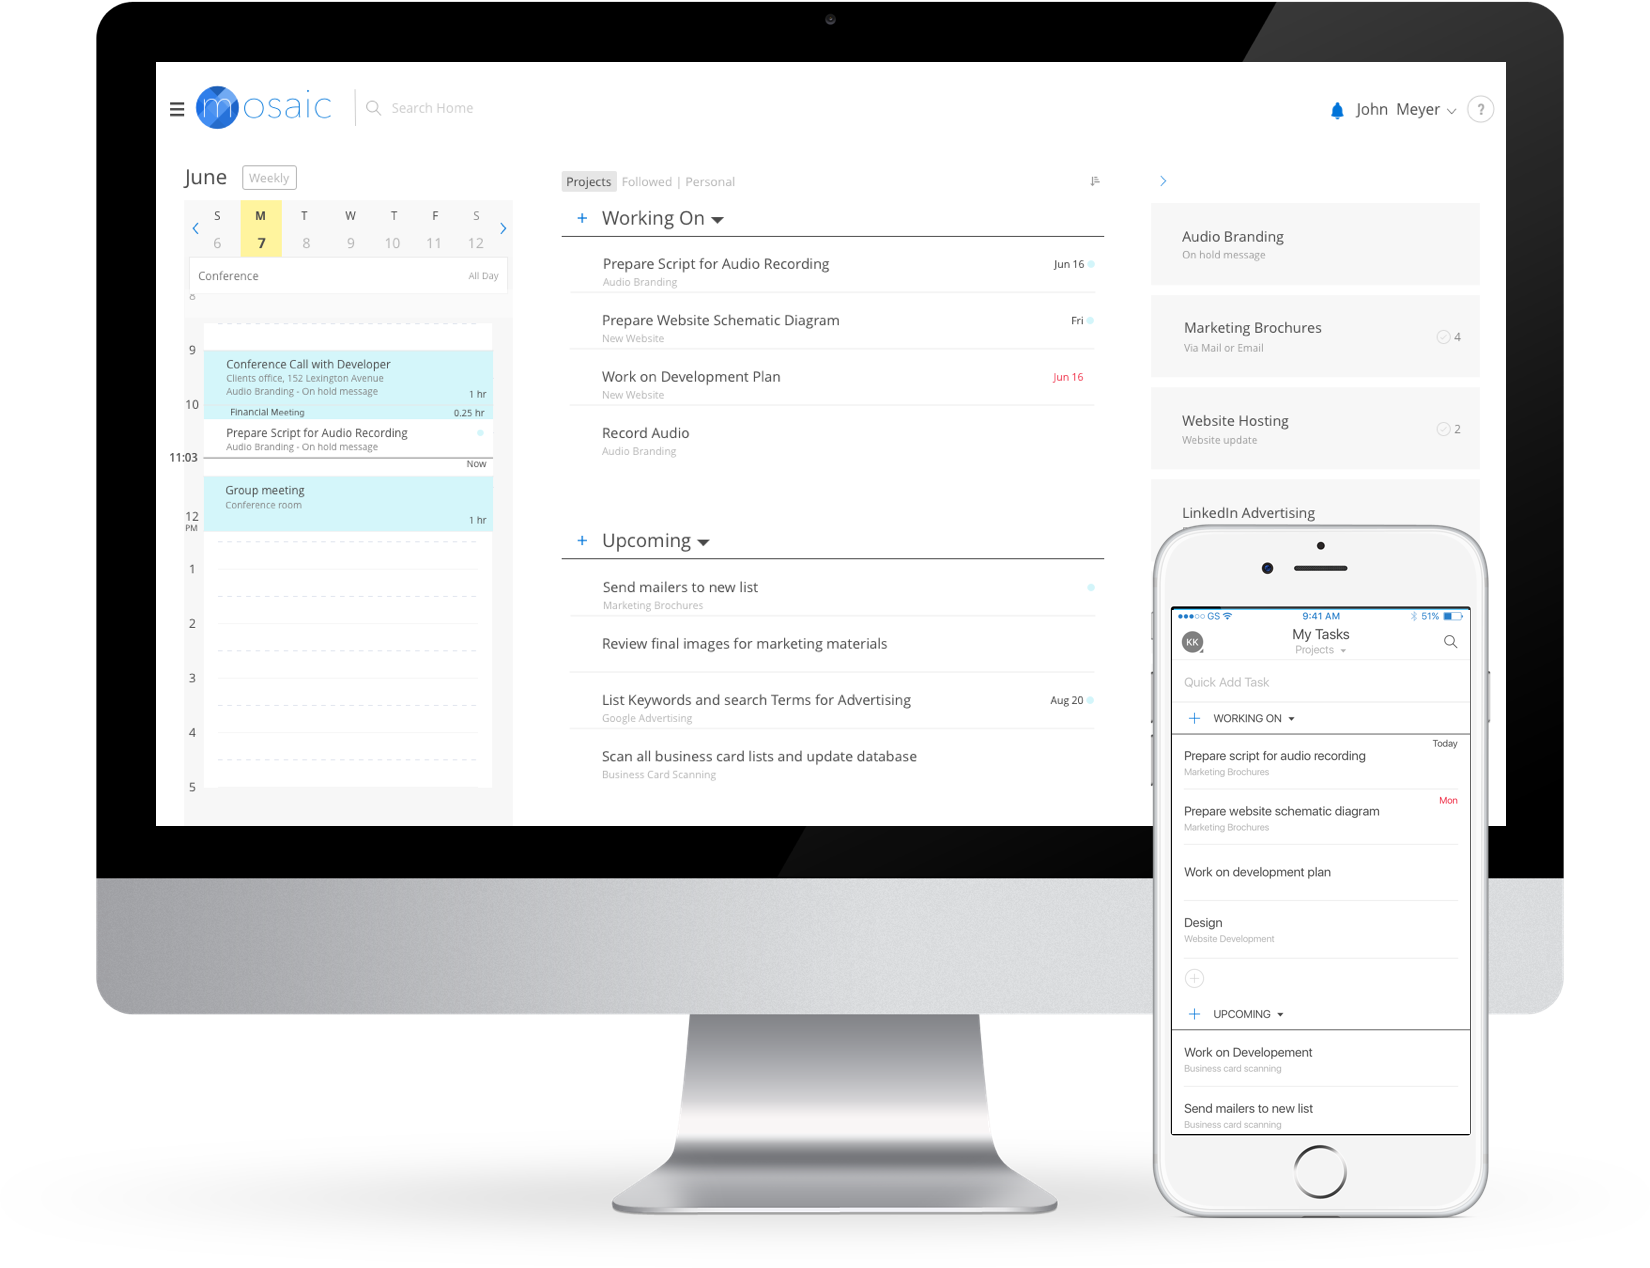 mosaic
Search Home
John Meyer
?
June
Weekly
S M T W T F S
6 7 8 9 10 11 12
Conference All Day
8
9
Conference Call with Developer
Clients office, 152 Lexington Avenue
Audio Branding - On hold message
1 hr
10
Financial Meeting 0.25 hr
Prepare Script for Audio Recording
Audio Branding - On hold message
11:03
Now
Group meeting
Conference room
12
PM
1 hr
1
2
3
4
5
Projects Followed | Personal
+ Working On
Prepare Script for Audio Recording Jun 16
Audio Branding
Prepare Website Schematic Diagram Fri
New Website
Work on Development Plan Jun 16
New Website
Record Audio
Audio Branding
+ Upcoming
Send mailers to new list
Marketing Brochures
Review final images for marketing materials
List Keywords and search Terms for Advertising Aug 20
Google Advertising
Scan all business card lists and update database
Business Card Scanning
Audio Branding
On hold message
Marketing Brochures
Via Mail or Email
4
Website Hosting
Website update
2
LinkedIn Advertising
GS 9:41 AM 51%
KK
My Tasks
Projects
Quick Add Task
+ WORKING ON
Today
Prepare script for audio recording
Marketing Brochures
Mon
Prepare website schematic diagram
Marketing Brochures
Work on development plan
Design
Website Development
+
+ UPCOMING
Work on Developement
Business card scanning
Send mailers to new list
Business card scanning